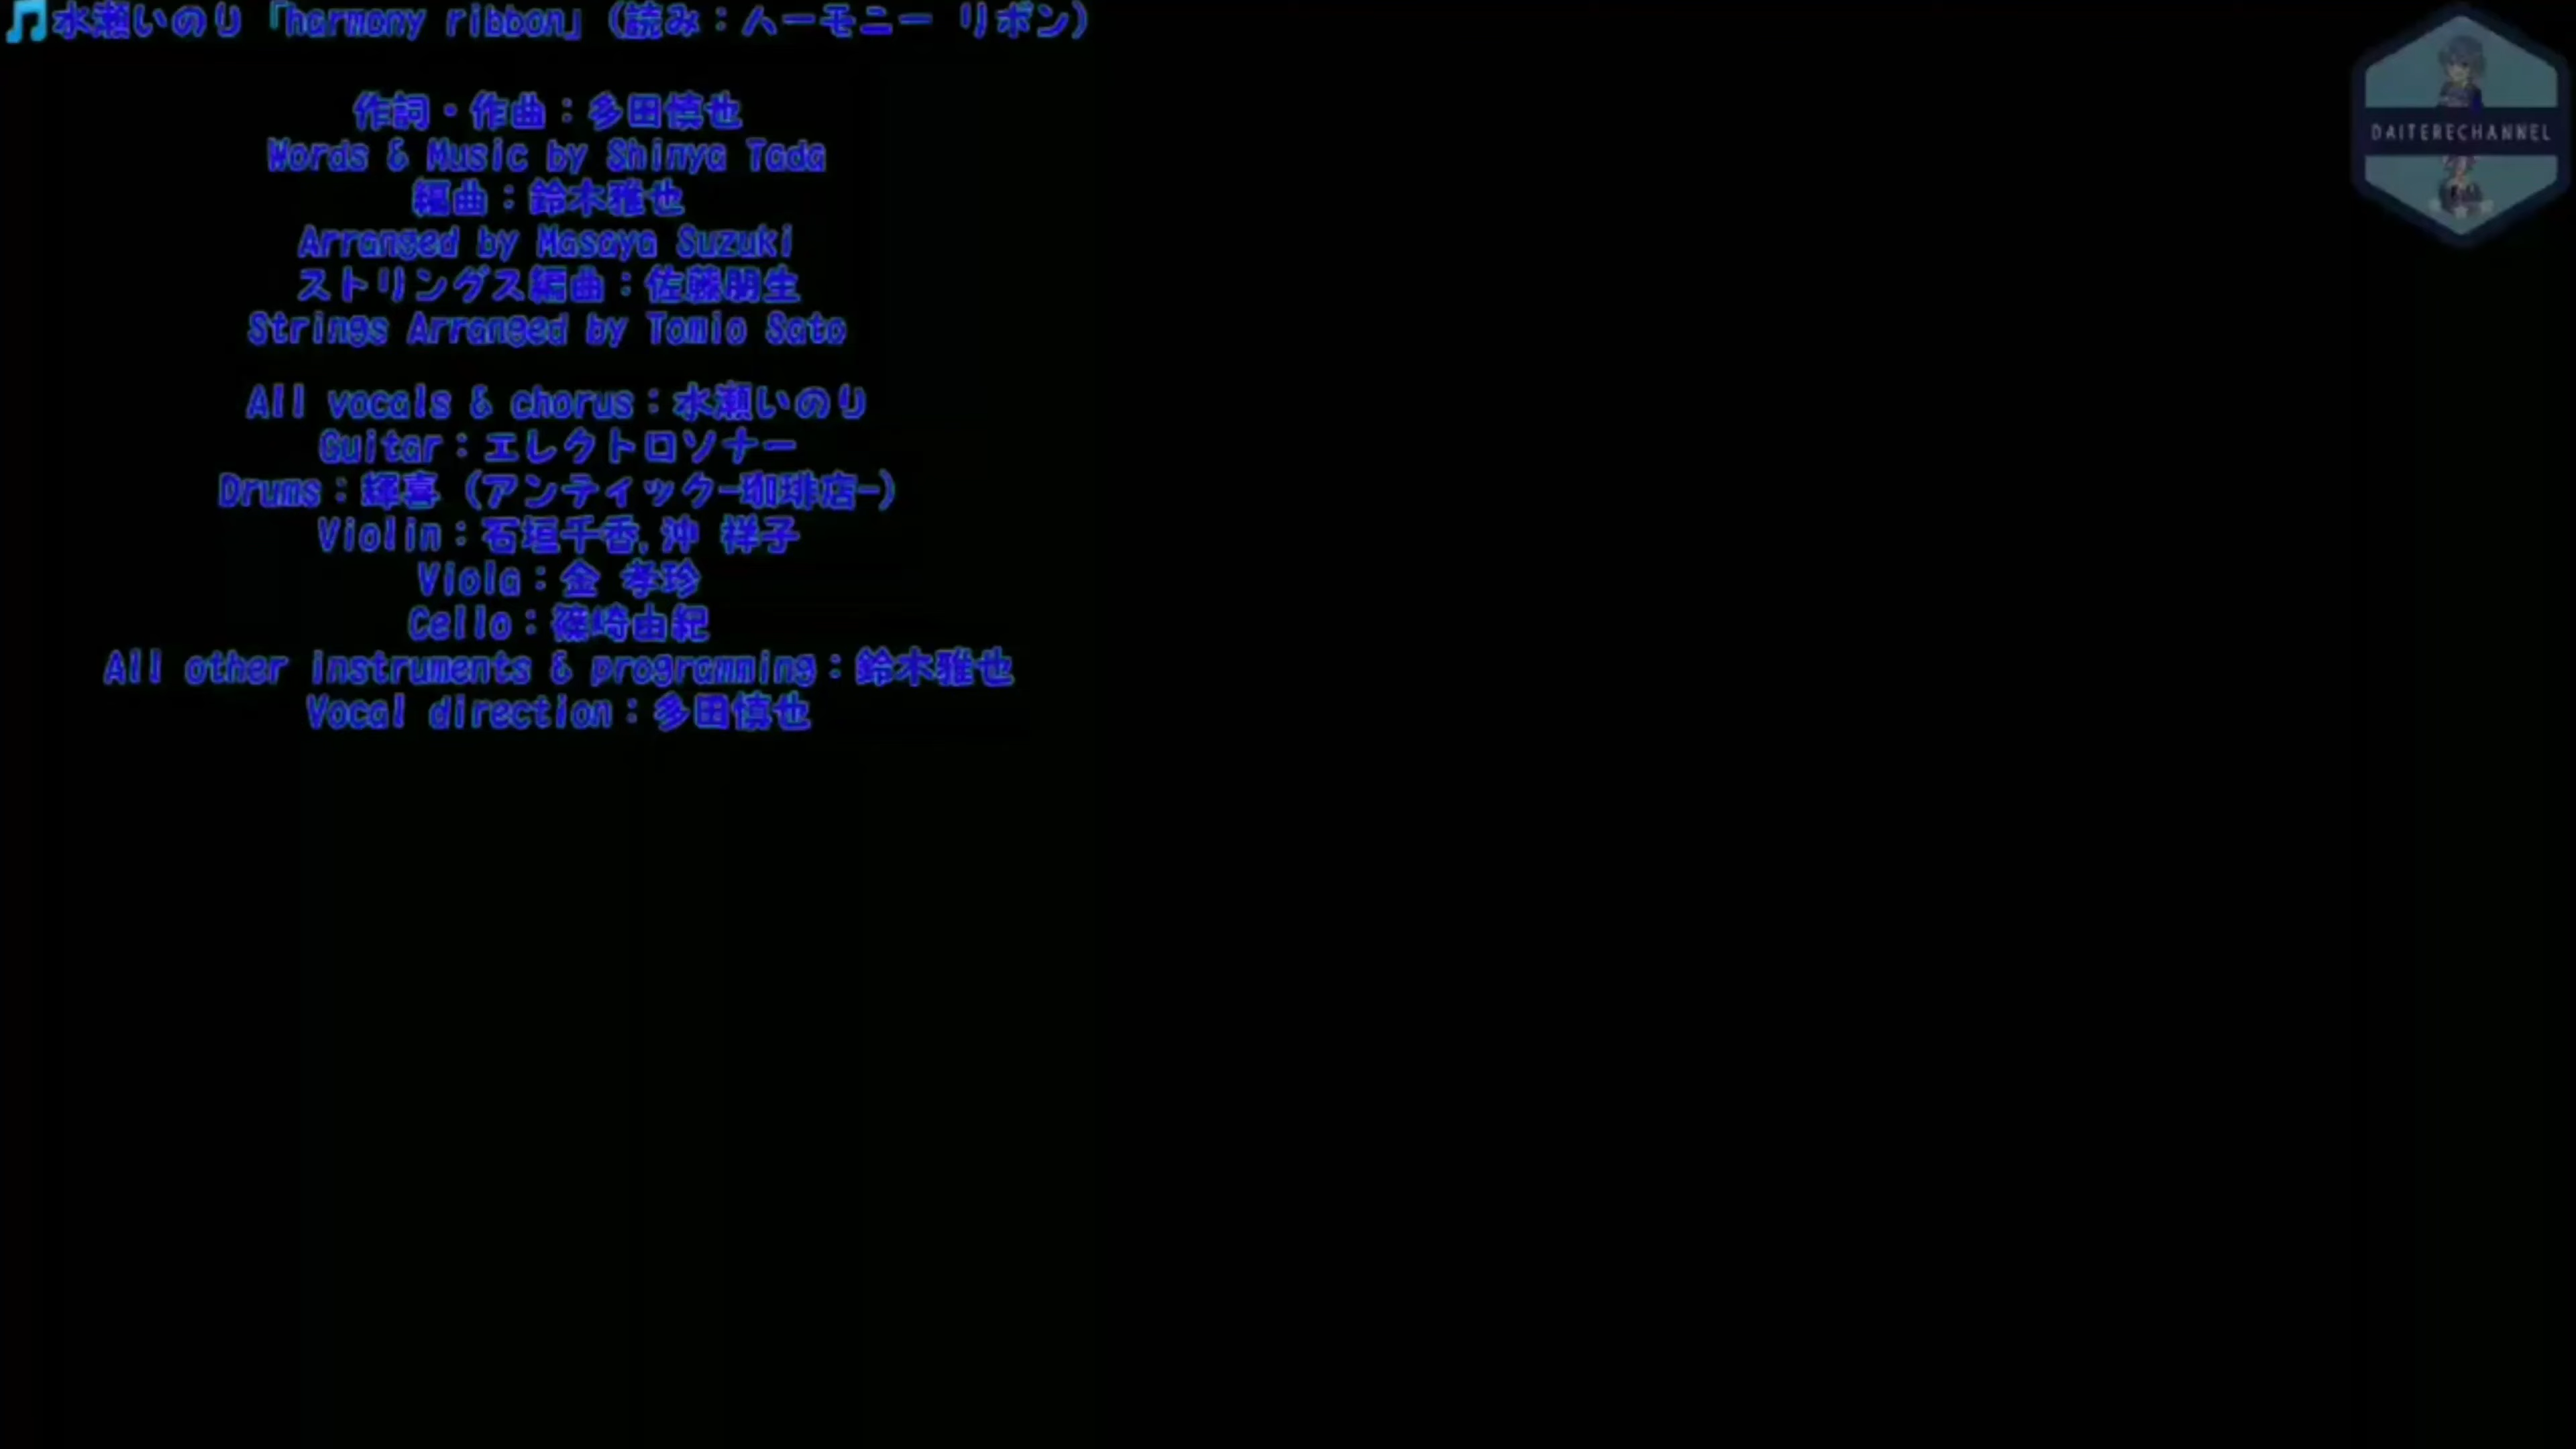 🎵水瀬いのり「harmony ribbon」(読み:ハーモニー リボン)
作詞・作曲:多田慎也
Words & Music by Shinya Tada
編曲:鈴木雅也
Arranged by Masaya Suzuki
ストリングス編曲:佐藤朋生
Strings Arranged by Tomio Sato
All vocals & chorus:水瀬いのり
Guitar:エレクトロソナー
Drums:輝喜 (アンティック-珈琲店-)
Violin:石垣千香,沖 祥子
Viola:金 孝珍
Cello:篠崎由紀
All other instruments & programming:鈴木雅也
Vocal direction:多田慎也
DAITERECHANNEL